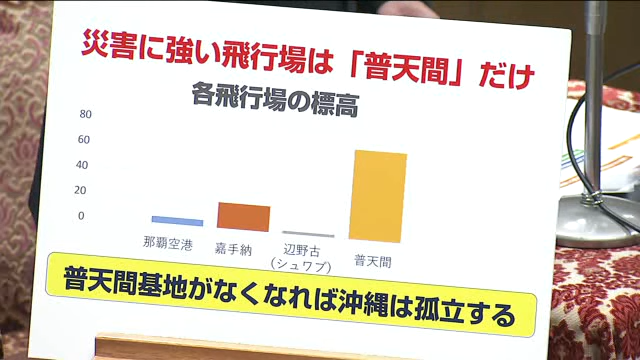 災害に強い飛行場は「普天間」だけ
各飛行場の標高
80
60
40
20
0
那覇空港
嘉手納
辺野古
（シュワブ）
普天間
普天間基地がなくなれば沖縄は孤立する